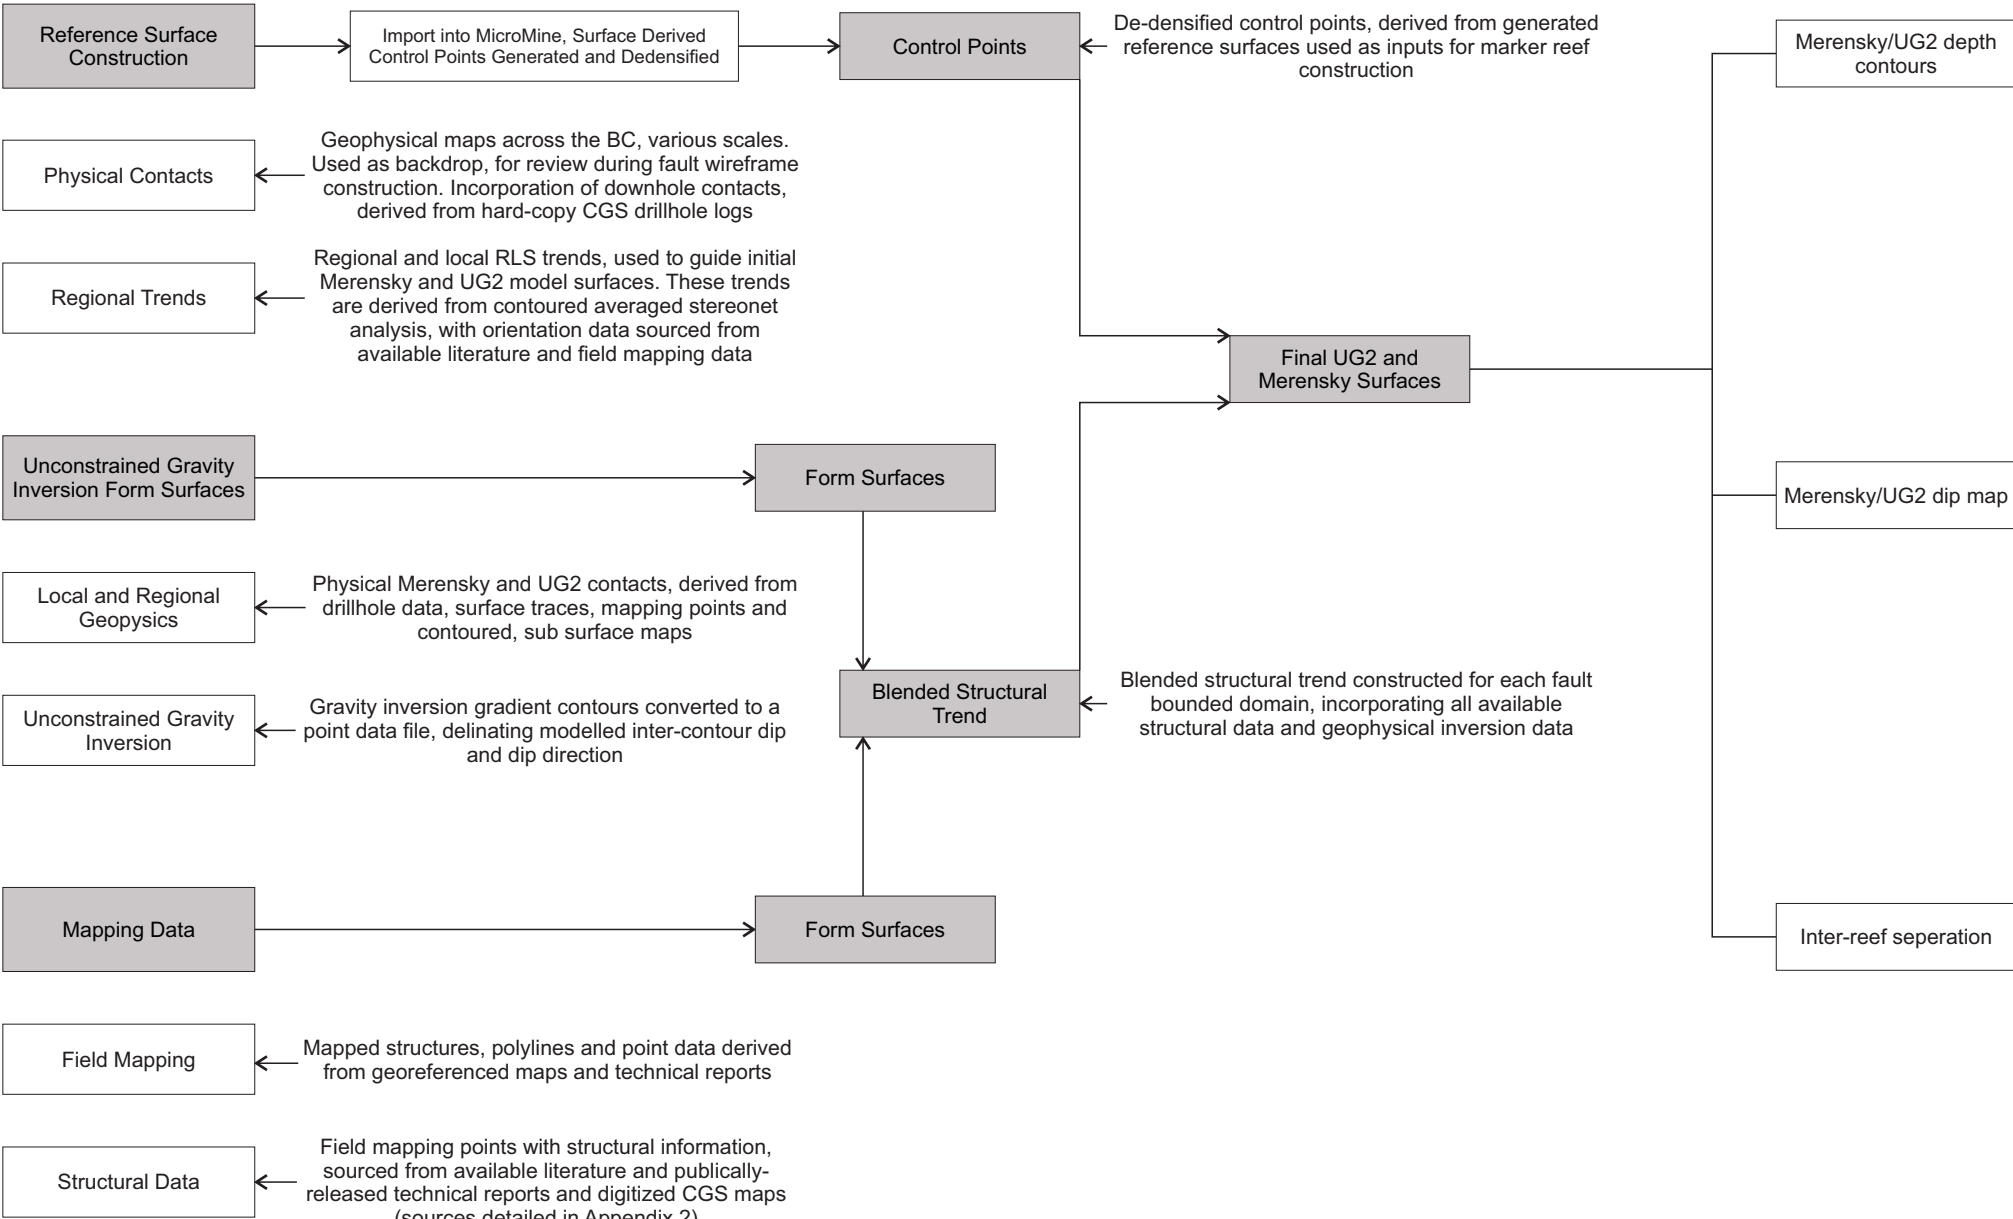 Reference Surface
Construction
Import into MicroMine, Surface Derived
Control Points Generated and Dedensified
Control Points
De-densified control points, derived from generated
reference surfaces used as inputs for marker reef
construction
Merensky/UG2 depth
contours
Physical Contacts
Geophysical maps across the BC, various scales.
Used as backdrop, for review during fault wireframe
construction. Incorporation of downhole contacts,
derived from hard-copy CGS drillhole logs
Regional Trends
Regional and local RLS trends, used to guide initial
Merensky and UG2 model surfaces. These trends
are derived from contoured averaged stereonet
analysis, with orientation data sourced from
available literature and field mapping data
Final UG2 and
Merensky Surfaces
Unconstrained Gravity
Inversion Form Surfaces
Form Surfaces
Merensky/UG2 dip map
Local and Regional
Geopysics
Physical Merensky and UG2 contacts, derived from
drillhole data, surface traces, mapping points and
contoured, sub surface maps
Unconstrained Gravity
Inversion
Gravity inversion gradient contours converted to a
point data file, delinating modelled inter-contour dip
and dip direction
Blended Structural
Trend
Blended structural trend constructed for each fault
bounded domain, incorporating all available
structural data and geophysical inversion data
Mapping Data
Form Surfaces
Inter-reef seperation
Field Mapping
Mapped structures, polylines and point data derived
from georeferenced maps and technical reports
Structural Data
Field mapping points with structural information,
sourced from available literature and publically-
released technical reports and digitized CGS maps
(sources detailed in Appendix 2)